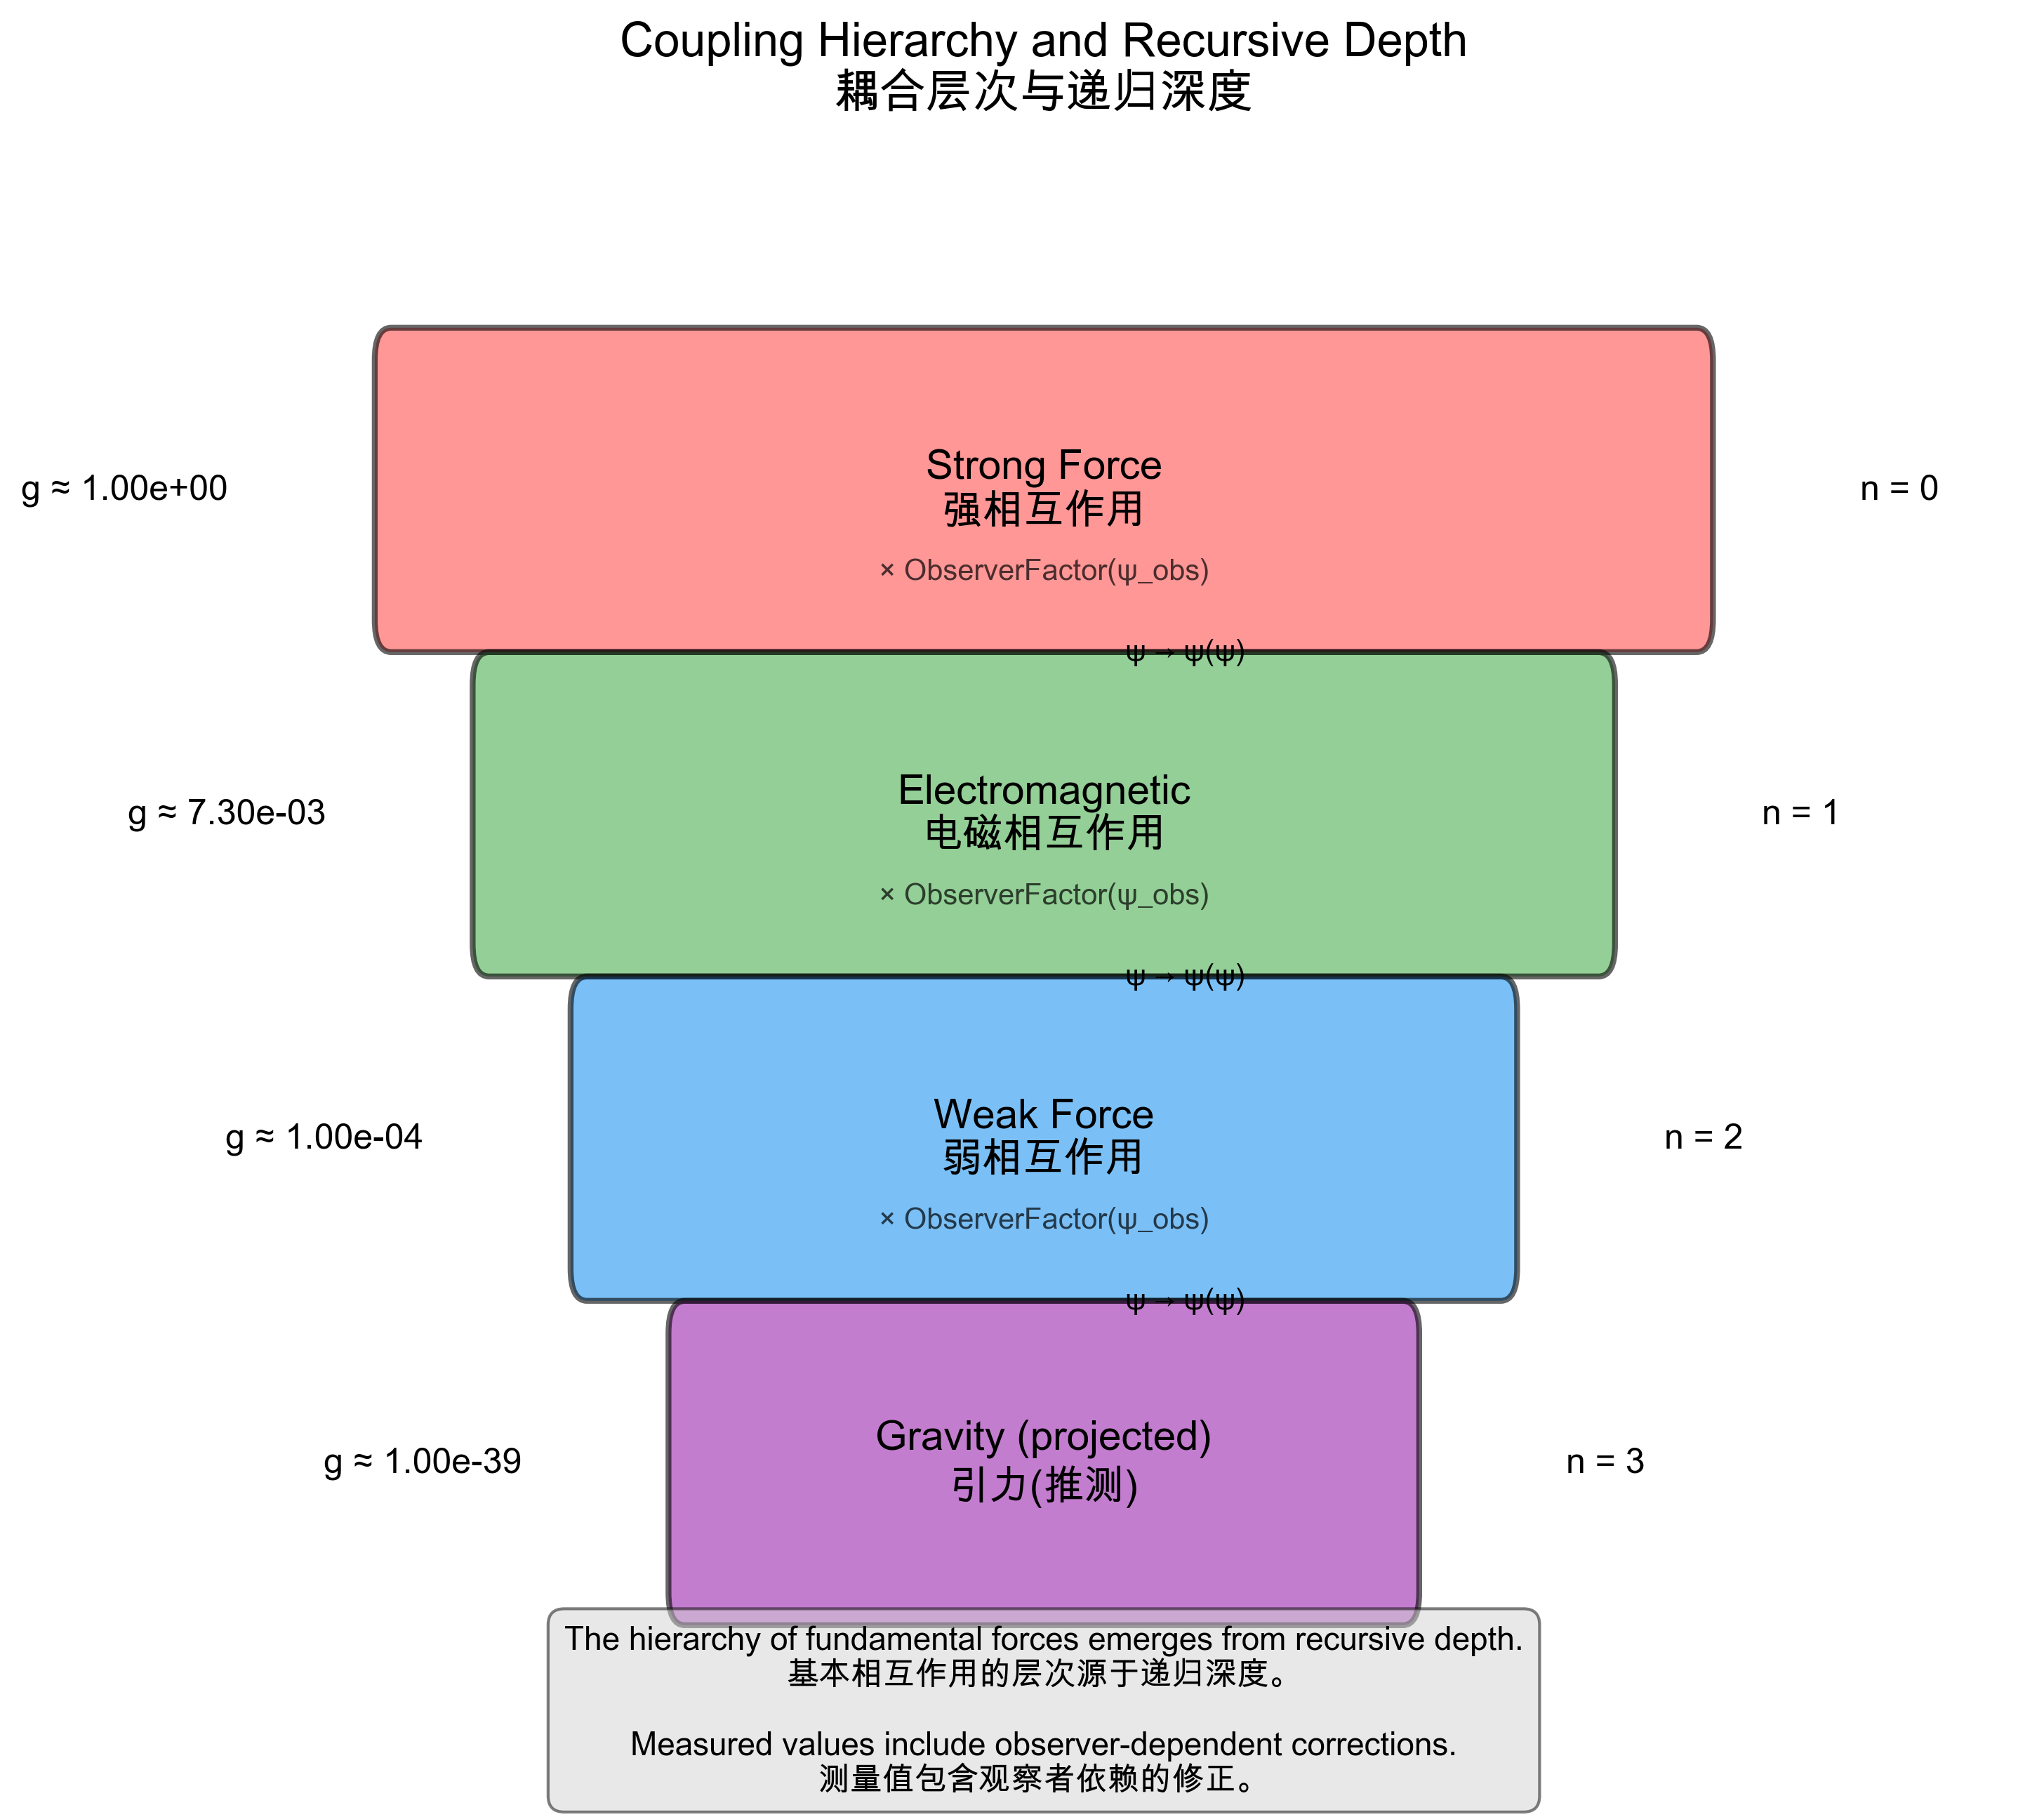 Coupling Hierarchy and Recursive Depth
耦合层次与递归深度
Strong Force
强相互作用
g ≈ 1.00e+00
n = 0
× ObserverFactor(ψ_obs)
ψ → ψ(ψ)
Electromagnetic
电磁相互作用
g ≈ 7.30e-03
n = 1
× ObserverFactor(ψ_obs)
ψ → ψ(ψ)
Weak Force
弱相互作用
g ≈ 1.00e-04
n = 2
× ObserverFactor(ψ_obs)
ψ → ψ(ψ)
Gravity (projected)
引力(推测)
g ≈ 1.00e-39
n = 3
The hierarchy of fundamental forces emerges from recursive depth.
基本相互作用的层次源于递归深度。
Measured values include observer-dependent corrections.
测量值包含观察者依赖的修正。